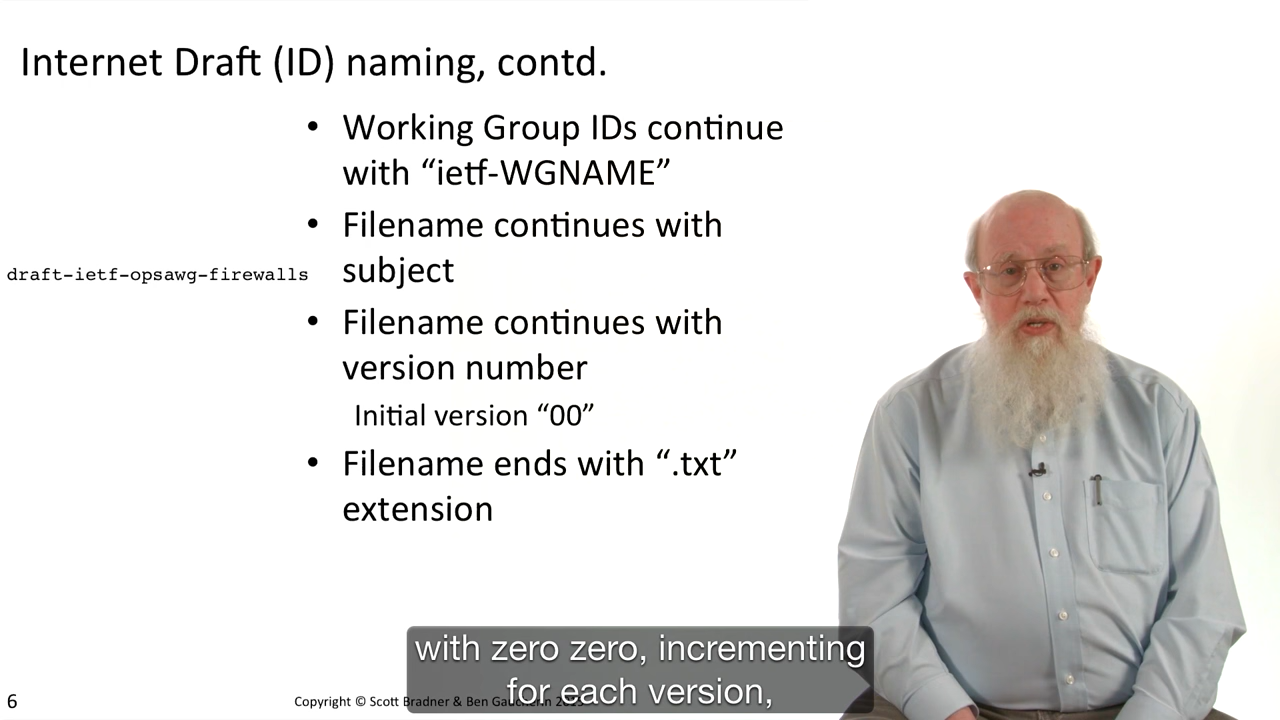 Internet Draft (ID) naming, contd.
• Working Group IDs continue
with “ietf-WGNAME”
• Filename continues with
subject
draft-ietf-opsawg-firewalls
• Filename continues with
version number
Initial version “00”
• Filename ends with “.txt”
extension
with zero zero, incrementing
for each version,
6
Copyright © Scott Bradner & Ben Gaucherin